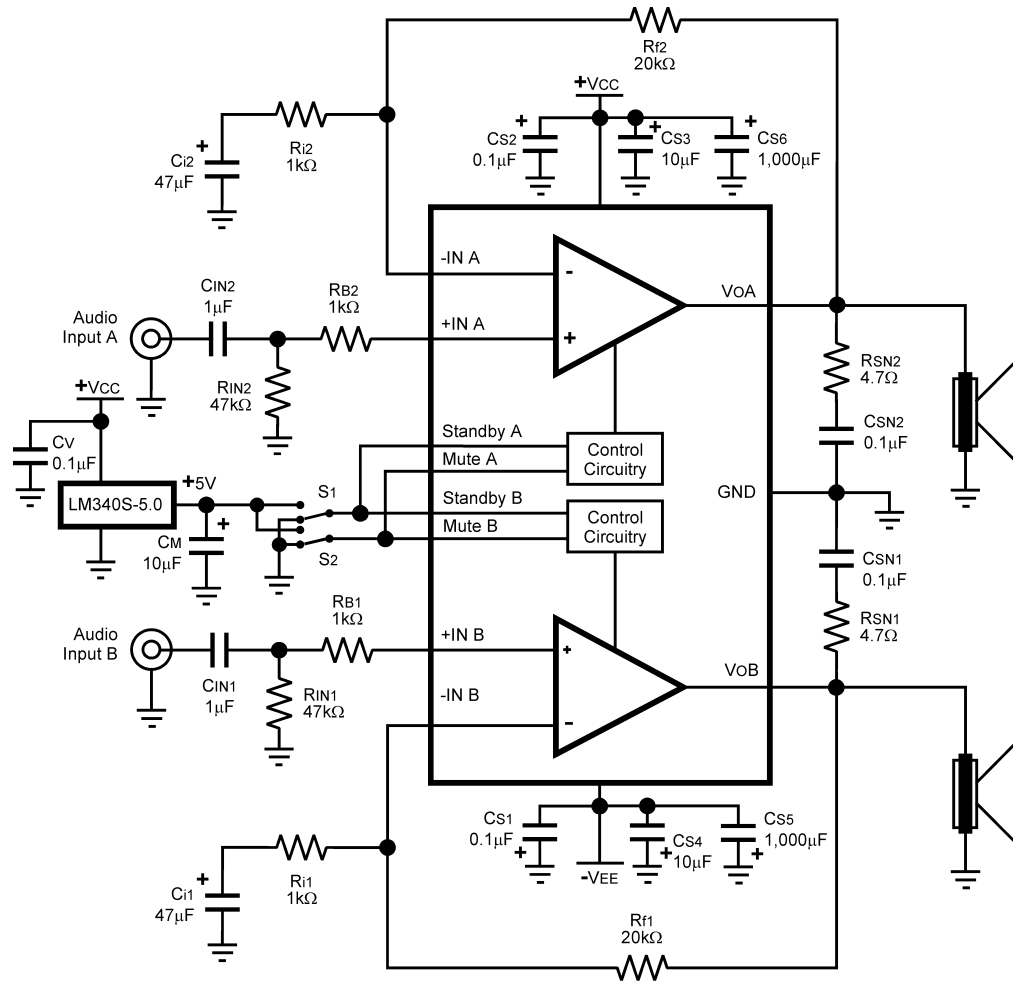 Rf2
20kΩ
+VCC
CS2
0.1μF
CS3
10μF
CS6
1,000μF
Ri2
1kΩ
Ci2
47μF
-IN A
CIN2
1μF
RB2
1kΩ
VOA
Audio
Input A
+IN A
RIN2
47kΩ
RSN2
4.7Ω
+VCC
CV
0.1μF
CSN2
0.1μF
Standby A
Mute A
Control
Circuitry
LM340S-5.0
+5V
S1
S2
CM
10μF
Standby B
Mute B
Control
Circuitry
GND
CSN1
0.1μF
RSN1
4.7Ω
RB1
1kΩ
Audio
Input B
+IN B
CIN1
1μF
RIN1
47kΩ
-IN B
VOB
CS1
0.1μF
CS4
10μF
CS5
1,000μF
-VEE
Ri1
1kΩ
Ci1
47μF
Rf1
20kΩ